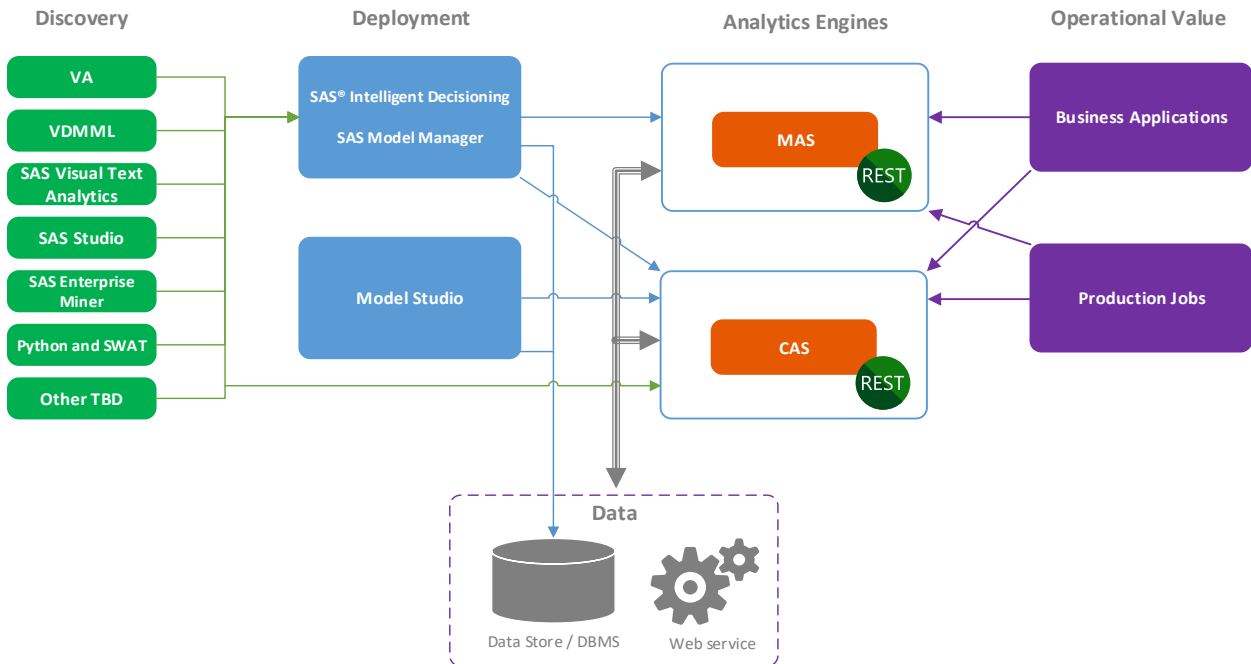 Discovery
Deployment
Analytics Engines
Operational Value
VA
VDMML
SAS Visual Text
Analytics
SAS Studio
SAS Enterprise
Miner
Python and SWAT
Other TBD
SAS® Intelligent Decisioning
SAS Model Manager
Model Studio
MAS
REST
CAS
REST
Business Applications
Production Jobs
Data
Data Store / DBMS
Web service